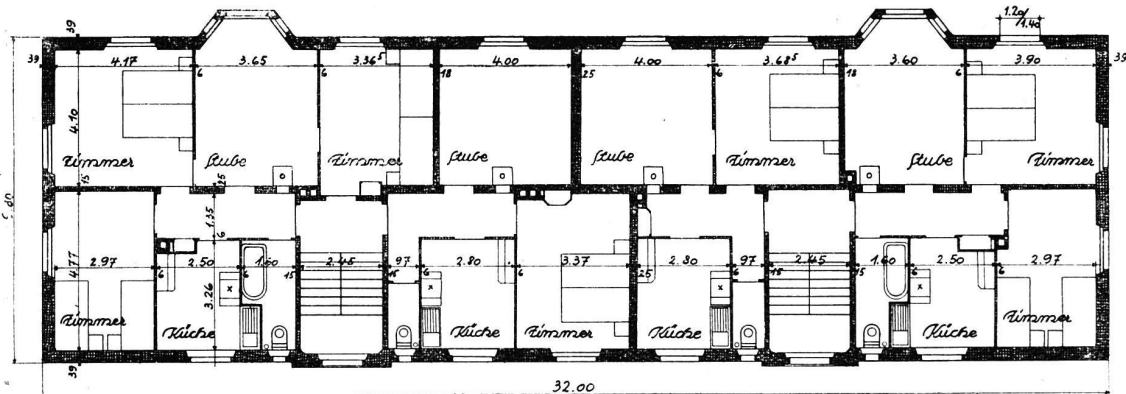 39
1.20/1.40
39 4.17 6 3.65 6 3.36⁵ 18 4.00 25 4.00 6 3.68⁵ 18 3.60 6 3.90 39
4.10
Zimmer Stube Zimmer Stube Stube Zimmer Stube Zimmer
15 25
1.35
6
2.97 6 2.50 6 1.60 15 2.45 15 97 6 2.80 6 3.37 25 2.80 6 97 15 2.45 15 1.60 6 2.50 6 2.97
4.77
3.26
x x x x
Zimmer Küche Küche Zimmer Küche Küche Zimmer
39
32.00